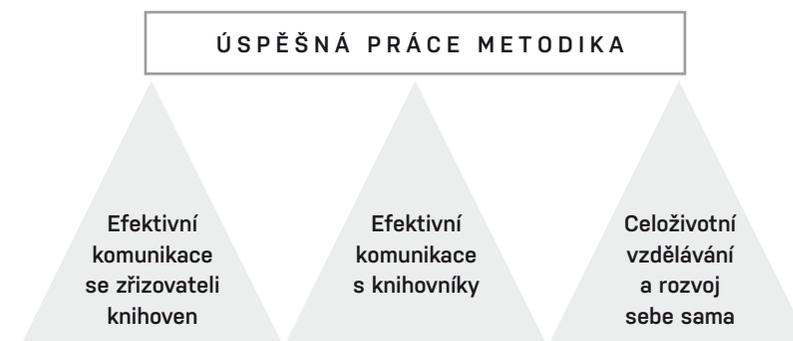 ÚSPĚŠNÁ PRÁCE METODIKA
Efektivní
komunikace
se zřizovateli
knihoven
Efektivní
komunikace
s knihovníky
Celoživotní
vzdělávání
a rozvoj
sebe sama